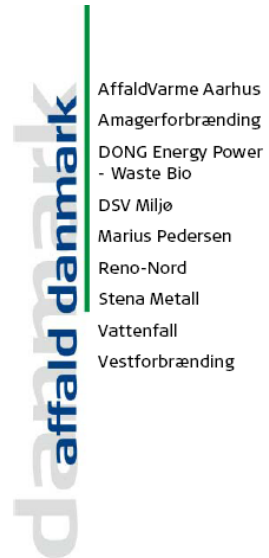 danmark
affald danmark
AffaldVarme Aarhus
Amagerforbrænding
DONG Energy Power
- Waste Bio
DSV Miljø
Marius Pedersen
Reno-Nord
Stena Metall
Vattenfall
Vestforbrænding